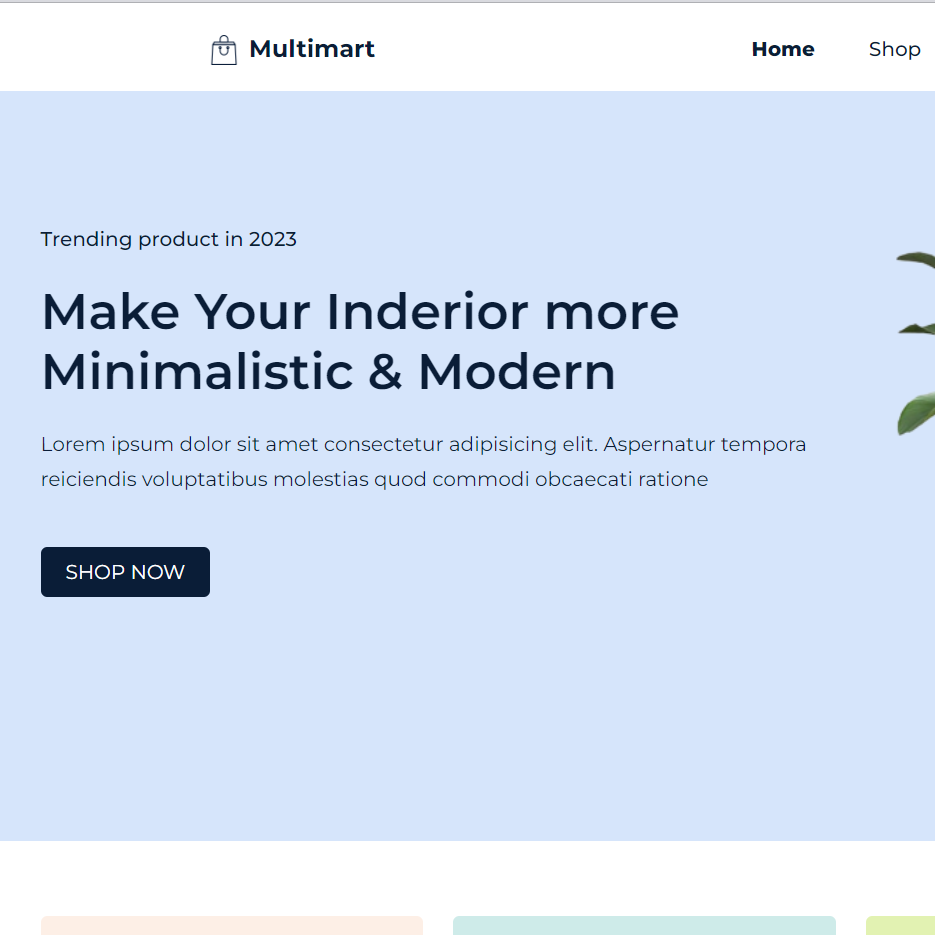 Multimart
Home
Shop
Trending product in 2023
Make Your Inderior more
Minimalistic & Modern
Lorem ipsum dolor sit amet consectetur adipisicing elit. Aspernatur tempora
reiciendis voluptatibus molestias quod commodi obcaecati ratione
SHOP NOW